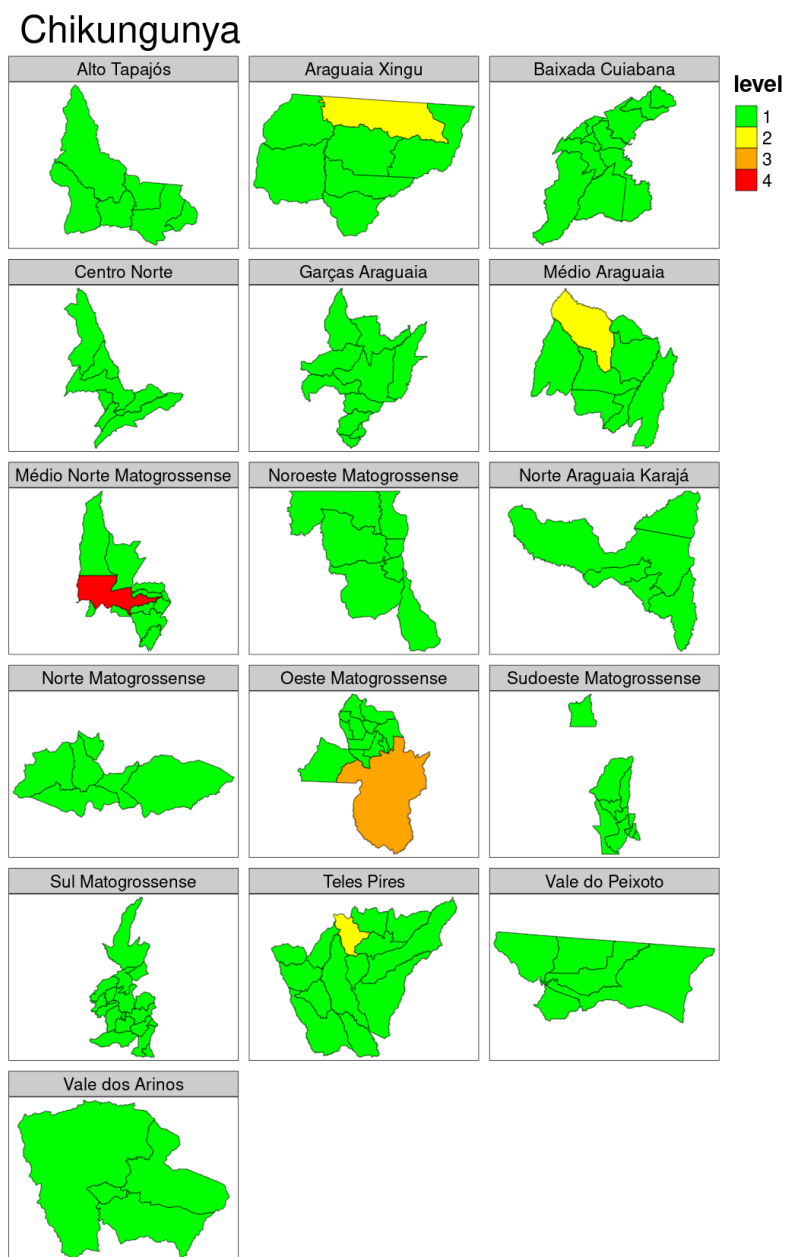 Chikungunya
Alto Tapajós
Araguaia Xingu
Baixada Cuiabana
level
1
2
3
4
Centro Norte
Garças Araguaia
Médio Araguaia
Médio Norte Matogrossense
Noroeste Matogrossense
Norte Araguaia Karajá
Norte Matogrossense
Oeste Matogrossense
Sudoeste Matogrossense
Sul Matogrossense
Teles Pires
Vale do Peixoto
Vale dos Arinos